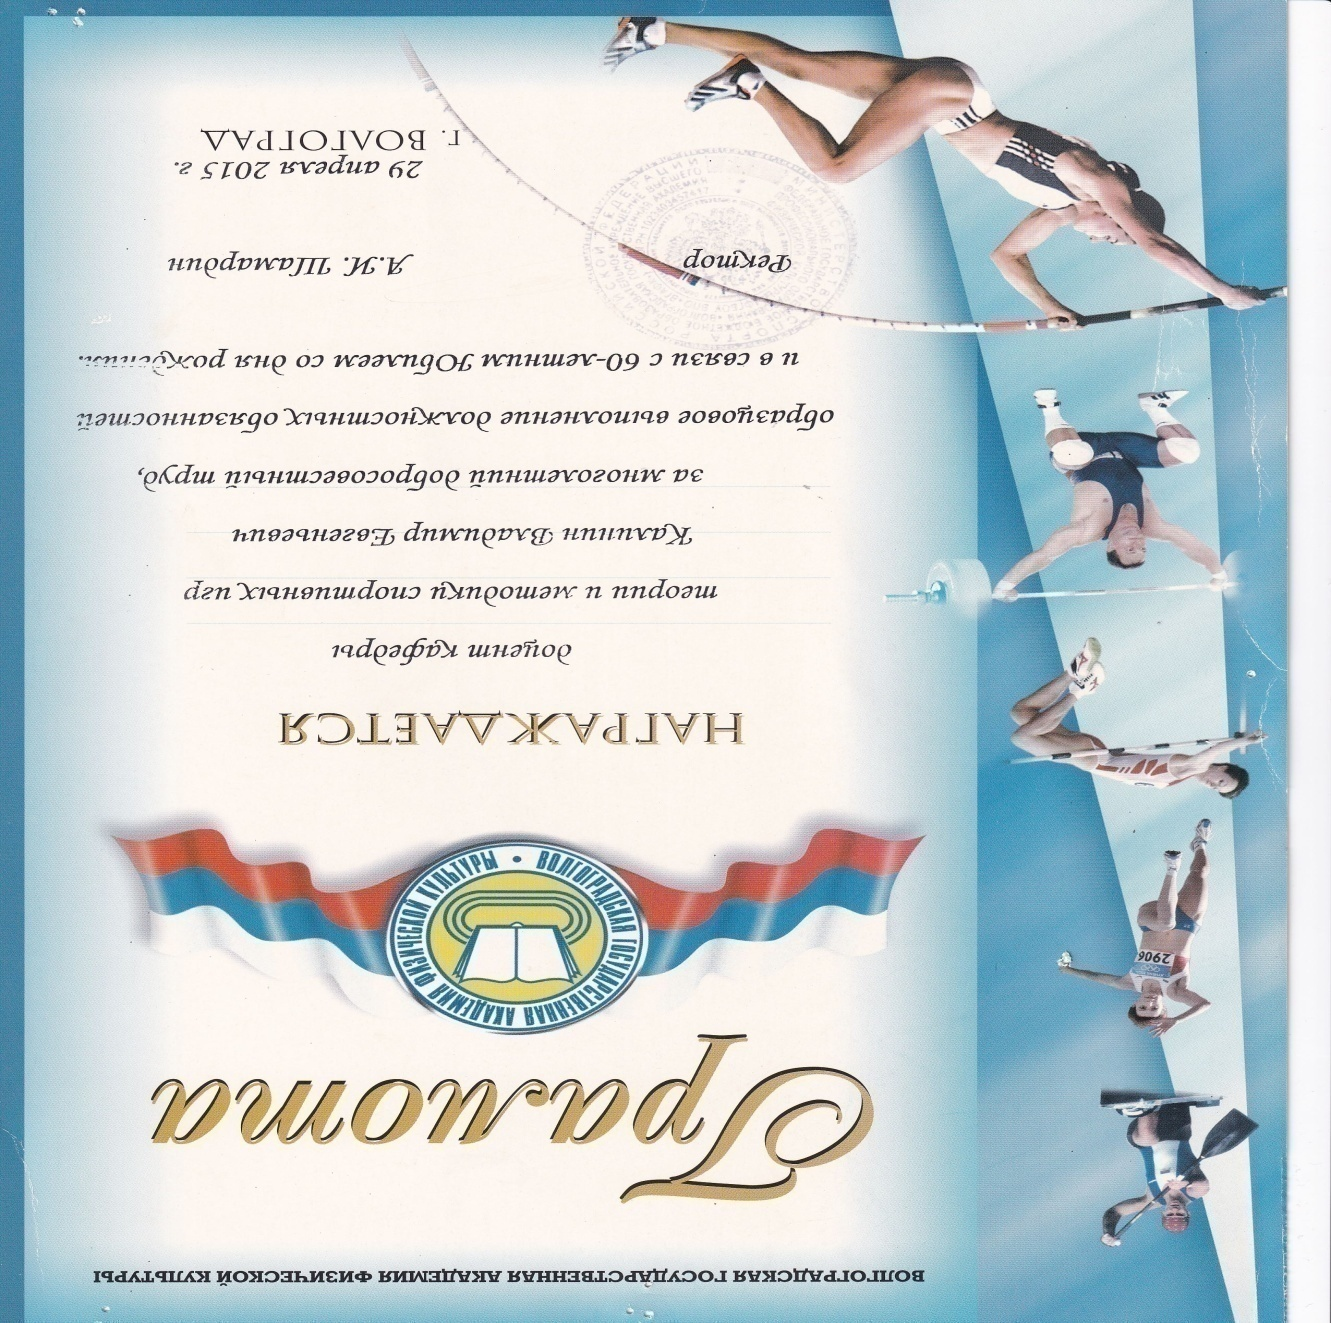 ВОЛГОГРАДСКАЯ ГОСУДАРСТВЕННАЯ АКАДЕМИЯ ФИЗИЧЕСКОЙ КУЛЬТУРЫ
Грамота
ВОЛГОГРАДСКАЯ ГОСУДАРСТВЕННАЯ АКАДЕМИЯ ФИЗИЧЕСКОЙ КУЛЬТУРЫ
2906
НАГРАЖДАЕТСЯ
доцент кафедры
теории и методики спортивных игр
Калинин Владимир Евгеньевич
за многолетний добросовестный труд,
образцовое выполнение должностных обязанностей
и в связи с 60-летним Юбилеем со дня рождения.
Ректор А.И. Шамардин
29 апреля 2015 г.
г. ВОЛГОГРАД